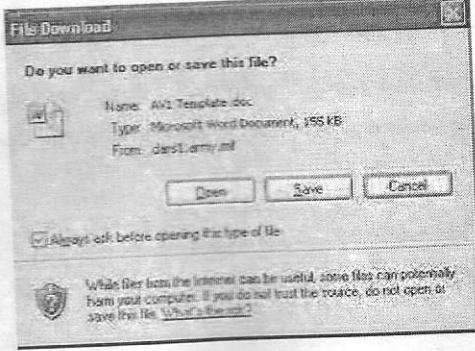 File Download
Do you want to open or save this file?
Name: AV1 Template.doc
Type: Microsoft Word Document, 155 KB
From: dars1.army.mil
Open Save Cancel
Always ask before opening this type of file
While files from the Internet can be useful, some files can potentially
harm your computer. If you do not trust the source, do not open or
save this file. What's the risk?